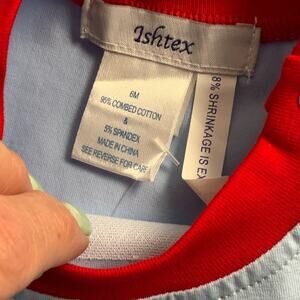 Ishtex
6M
95% COMBED COTTON
&
5% SPANDEX
MADE IN CHINA
SEE REVERSE FOR CARE
8% SHRINKAGE IS EX